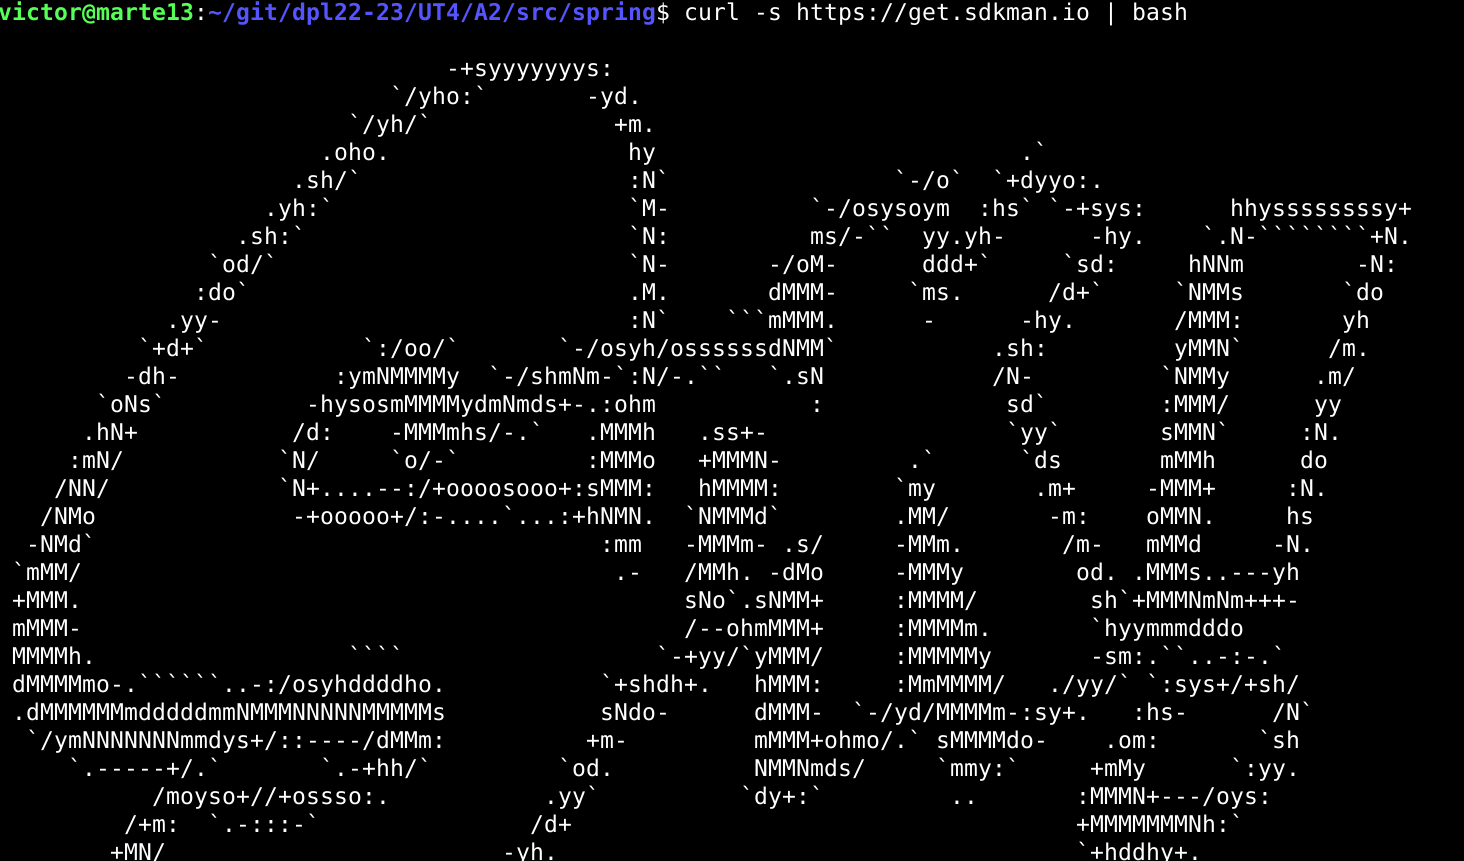 victor@marte13:~/git/dpl22-23/UT4/A2/src/spring$ curl -s https://get.sdkman.io | bash

                                -+syyyyyyys:
                            `/yho:`       -yd.
                         `/yh/`             +m.
                       .oho.                 hy                          .`
                     .sh/`                   :N`                `-/o`  `+dyyo:.
                   .yh:`                     `M-          `-/osysoym  :hs` `-+sys:      hhyssssssssy+
                 .sh:`                       `N:          ms/-``  yy.yh-      -hy.    `.N-````````+N.
               `od/`                         `N-       -/oM-      ddd+`     `sd:     hNNm        -N:
              :do`                           .M.       dMMM-     `ms.      /d+`     `NMMs       `do
            .yy-                             :N`    ```mMMM.      -      -hy.       /MMM:       yh
          `+d+`           `:/oo/`       `-/osyh/ossssssdNMM`           .sh:         yMMN`      /m.
         -dh-           :ymNMMMMy  `-/shmNm-`:N/-.``   `.sN            /N-         `NMMy      .m/
       `oNs`          -hysosmMMMMydmNmds+-.:ohm           :             sd`        :MMM/      yy
      .hN+           /d:    -MMMmhs/-.`   .MMMh   .ss+-                 `yy`       sMMN`     :N.
     :mN/           `N/     `o/-`         :MMMo   +MMMN-         .`      `ds       mMMh      do
    /NN/            `N+....--:/+oooosooo+:sMMM:   hMMMM:        `my       .m+     -MMM+     :N.
   /NMo              -+ooooo+/:-....`...:+hNMN.  `NMMMd`        .MM/       -m:    oMMN.     hs
  -NMd`                                    :mm   -MMMm- .s/     -MMm.       /m-   mMMd     -N.
 `mMM/                                      .-   /MMh. -dMo     -MMMy        od. .MMMs..---yh
 +MMM.                                           sNo`.sNMM+     :MMMM/        sh`+MMMNmNm+++-
 mMMM-                                           /--ohmMMM+     :MMMMm.       `hyymmmdddo
 MMMMh.                  ````                  `-+yy/`yMMM/     :MMMMMy       -sm:.``..-:-.`
 dMMMMmo-.``````..-:/osyhddddho.           `+shdh+.   hMMM:     :MmMMMM/   ./yy/` `:sys+/+sh/
 .dMMMMMMmdddddmmNMMMNNNNNMMMMMs           sNdo-      dMMM-  `-/yd/MMMMm-:sy+.   :hs-      /N`
  `/ymNNNNNNNmmdys+/::----/dMMm:          +m-         mMMM+ohmo/.` sMMMMdo-    .om:       `sh
     `.-----+/.`       `.-+hh/`         `od.          NMMNmds/     `mmy:`     +mMy      `:yy.
           /moyso+//+ossso:.           .yy`          `dy+:`         ..       :MMMN+---/oys:
         /+m:  `.-:::-`               /d+                                    +MMMMMMMNh:`
        +MN/                        -yh.                                     `+hddhy+.